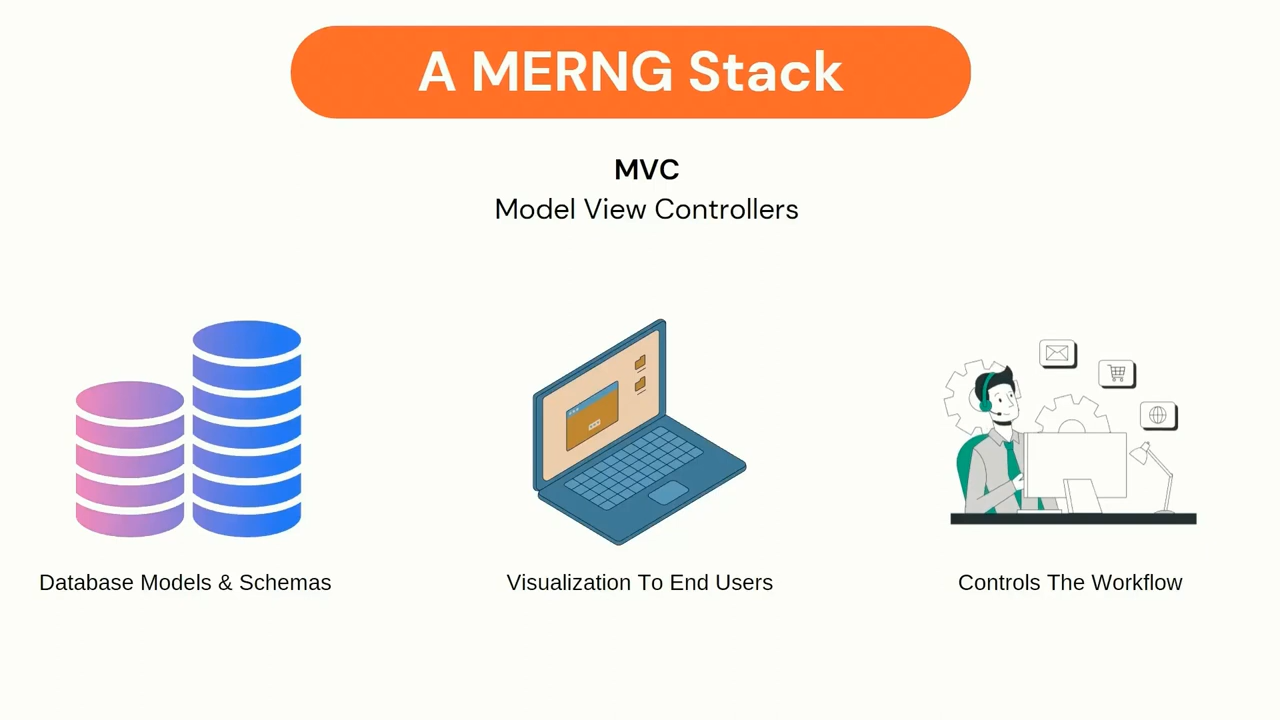 A MERNG Stack
MVC
Model View Controllers
Database Models & Schemas
Visualization To End Users
Controls The Workflow